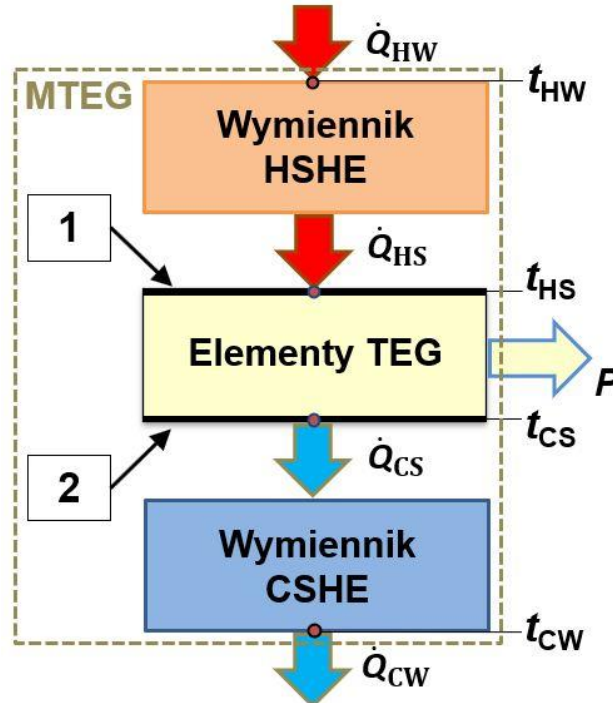 Q̇HW
tHW
MTEG
Wymiennik
HSHE
1
Q̇HS
tHS
Elementy TEG
P
tCS
2
Q̇CS
Wymiennik
CSHE
tCW
Q̇CW